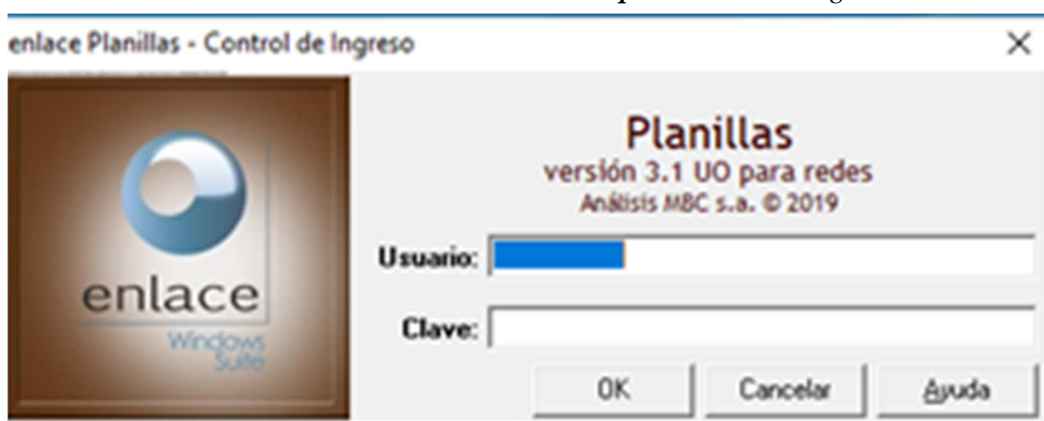 enlace Planillas - Control de Ingreso
Planillas
versión 3.1 UO para redes
Análisis MBC s.a. © 2019
Usuario:
enlace
Windows
Suite
Clave:
OK Cancelar Ayuda